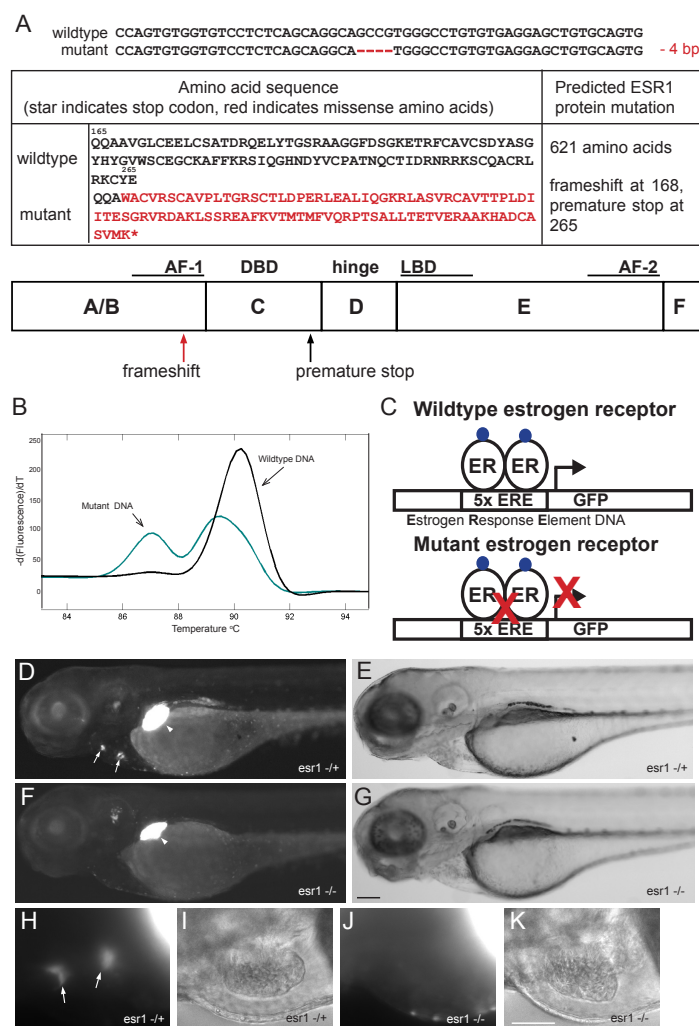 A
wildtype CCAGTGTGGTGTCCTCTCAGCAGGCAGCCGTGGGCCTGTGTGAGGAGCTGTGCAGTG
mutant CCAGTGTGGTGTCCTCTCAGCAGGCA----TGGGCCTGTGTGAGGAGCTGTGCAGTG
- 4 bp
Amino acid sequence
(star indicates stop codon, red indicates missense amino acids)
Predicted ESR1
protein mutation
165
wildtype
QQAAVGLCEELCSATDRQELYTGSRAAGGFDSGKETRFCAVCSDYASG
YHYGVWSCEGCKAFFKRSIQGHNDYVCPATNQCTIDRNRRKSCQACRL
265
RKCYE
621 amino acids
mutant
QQAWACVRSCAVPLTGRSCTLDPERLEALIQGKRLASVRCAVTTPLDI
ITESGRVRDAKLSSREAFKVTMTMFVQRPTSALLTETVERAAKHADCA
SVMK*
frameshift at 168,
premature stop at
265
AF-1 DBD hinge LBD AF-2
A/B C D E F
frameshift premature stop
B
-d(Fluorescence)/dT
250
200
150
100
50
0
Mutant DNA
Wildtype DNA
84 86 88 90 92 94
Temperature °C
C
Wildtype estrogen receptor
ER ER
5x ERE GFP
Estrogen Response Element DNA
Mutant estrogen receptor
ER ER
X X
5x ERE GFP
D
esr1 -/+
E
esr1 -/+
F
esr1 -/-
G
esr1 -/-
H
esr1 -/+
I
esr1 -/+
J
esr1 -/-
K
esr1 -/-